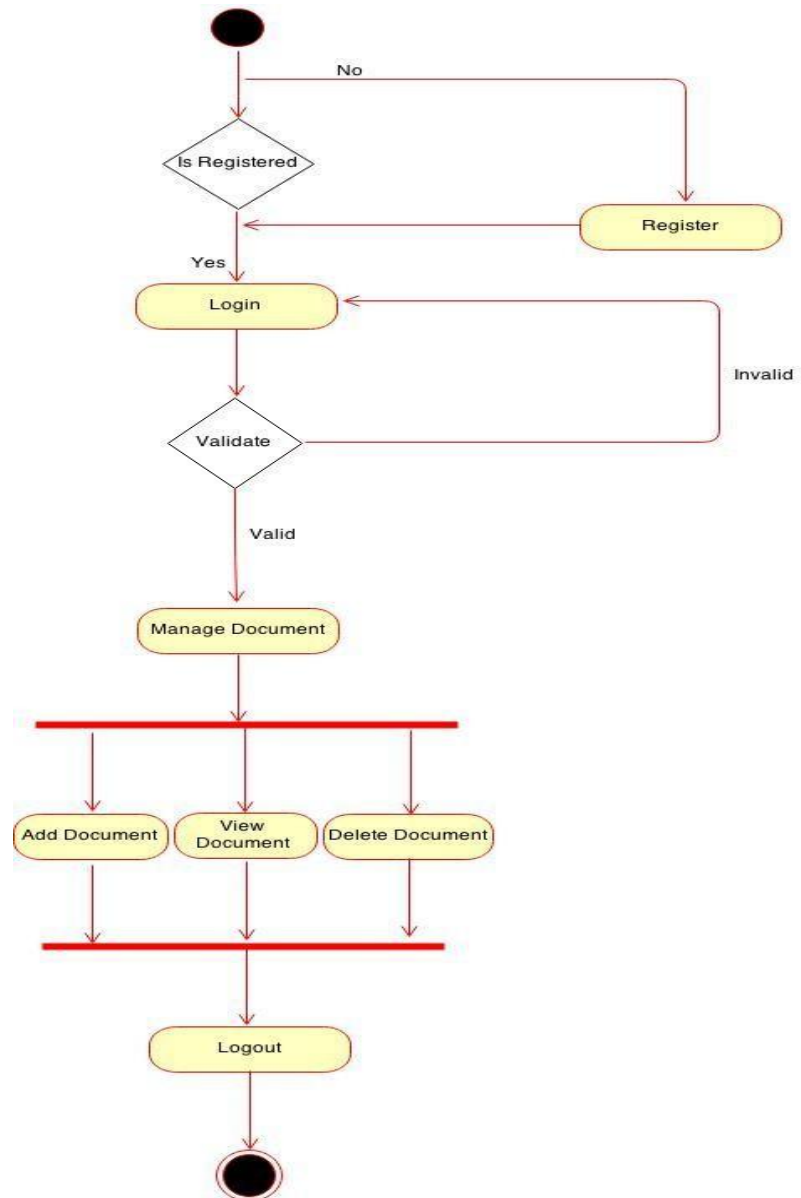 No
Is Registered
Register
Yes
Login
Invalid
Validate
Valid
Manage Document
Add Document
View
Document
Delete Document
Logout